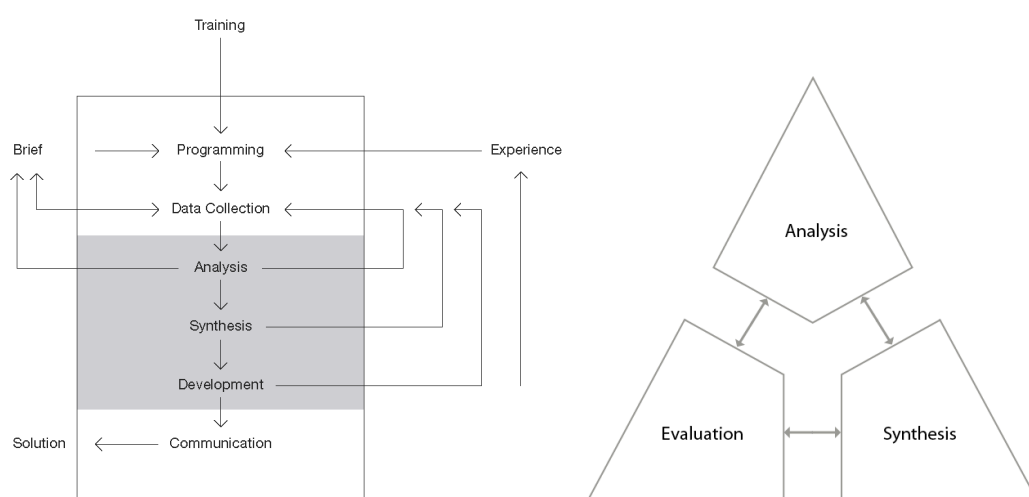 Training
Brief
Programming
Experience
Data Collection
Analysis
Synthesis
Development
Solution
Communication
Analysis
Evaluation
Synthesis